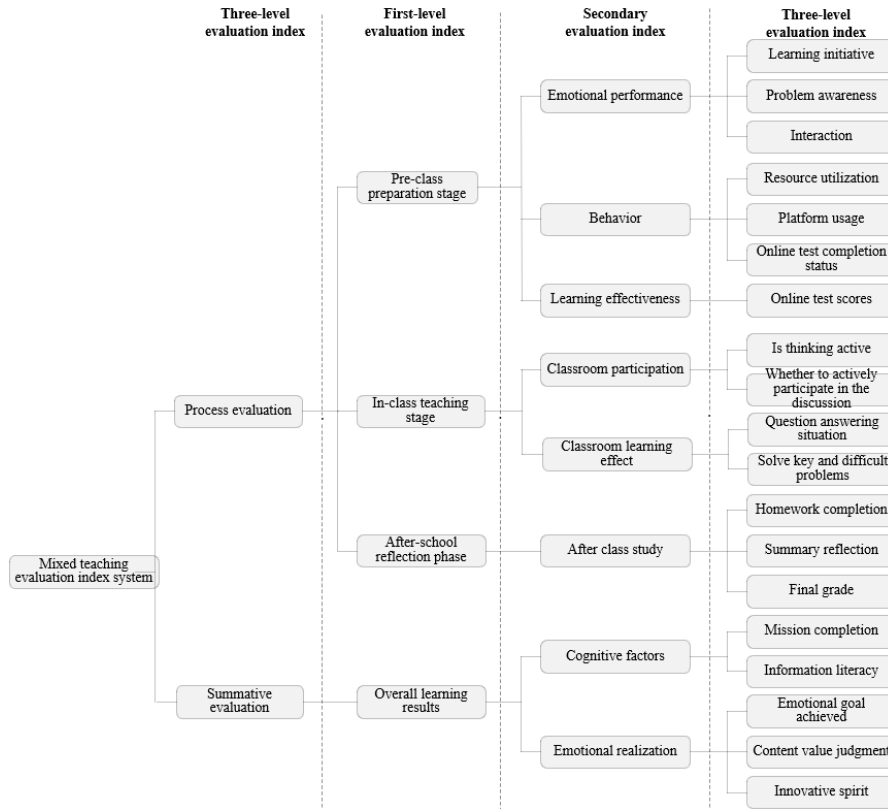 Three-level
evaluation index
First-level
evaluation index
Secondary
evaluation index
Three-level
evaluation index
Learning initiative
Emotional performance
Problem awareness
Interaction
Pre-class
preparation stage
Resource utilization
Behavior
Platform usage
Online test completion
status
Learning effectiveness
Online test scores
Is thinking active
Classroom participation
Whether to actively
participate in the
discussion
Process evaluation
In-class teaching
stage
Question answering
situation
Classroom learning
effect
Solve key and difficult
problems
Homework completion
After-school
reflection phase
After class study
Summary reflection
Mixed teaching
evaluation index system
Final grade
Mission completion
Cognitive factors
Information literacy
Summative
evaluation
Overall learning
results
Emotional goal
achieved
Emotional realization
Content value judgment
Innovative spirit